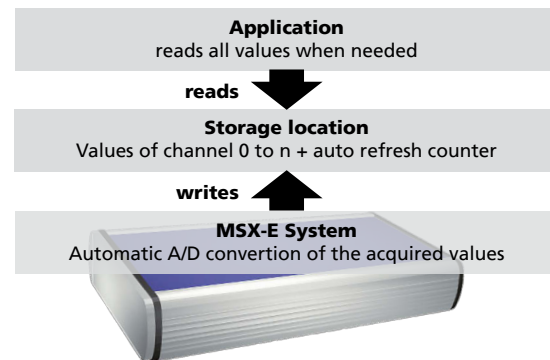 Application
reads all values when needed
reads
Storage location
Values of channel 0 to n + auto refresh counter
writes
MSX-E System
Automatic A/D convertion of the acquired values